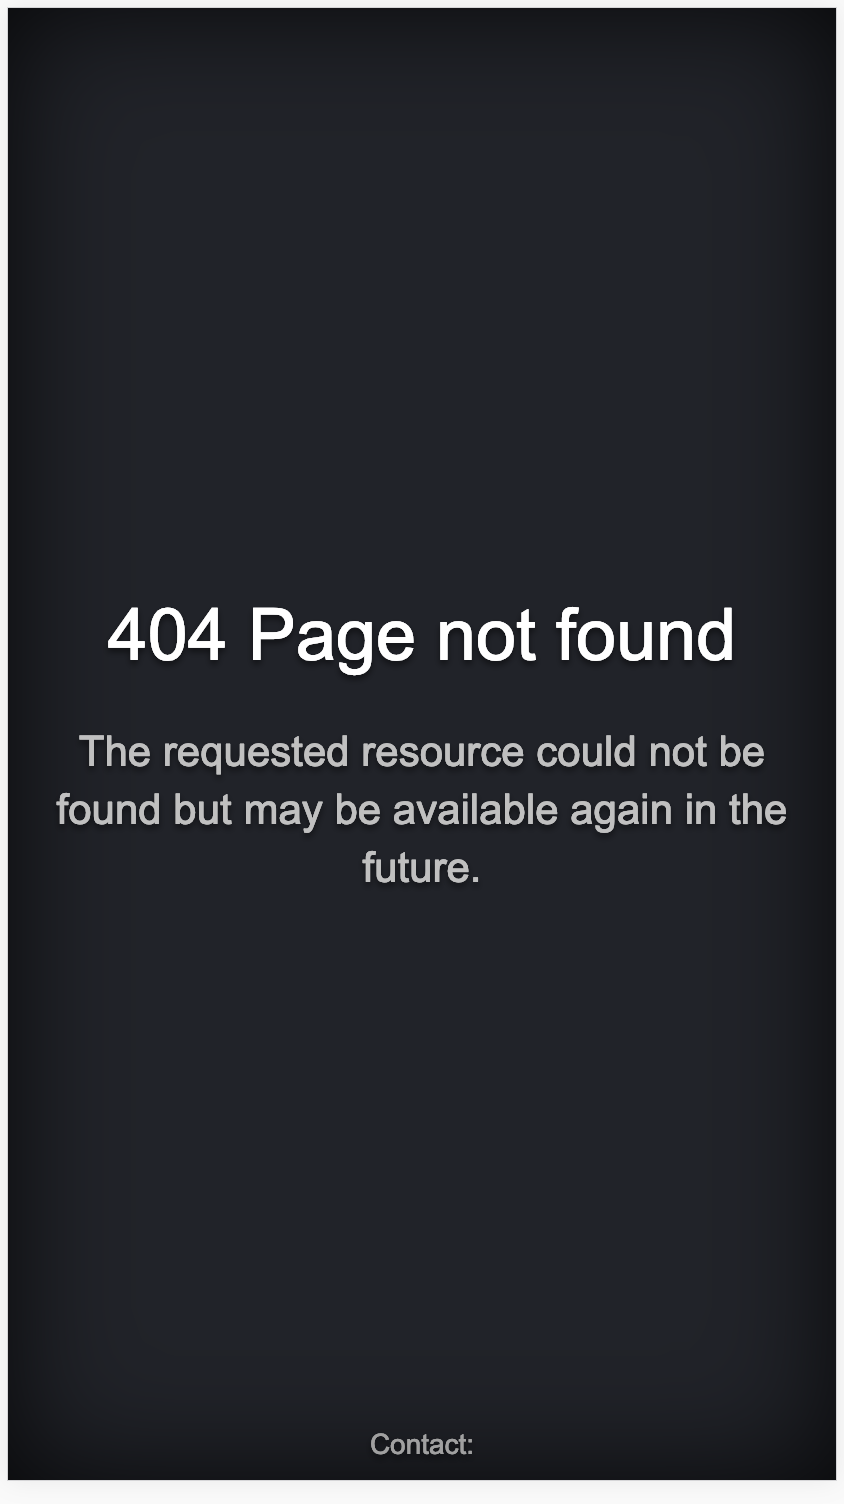 404 Page not found
The requested resource could not be
found but may be available again in the
future.
Contact: